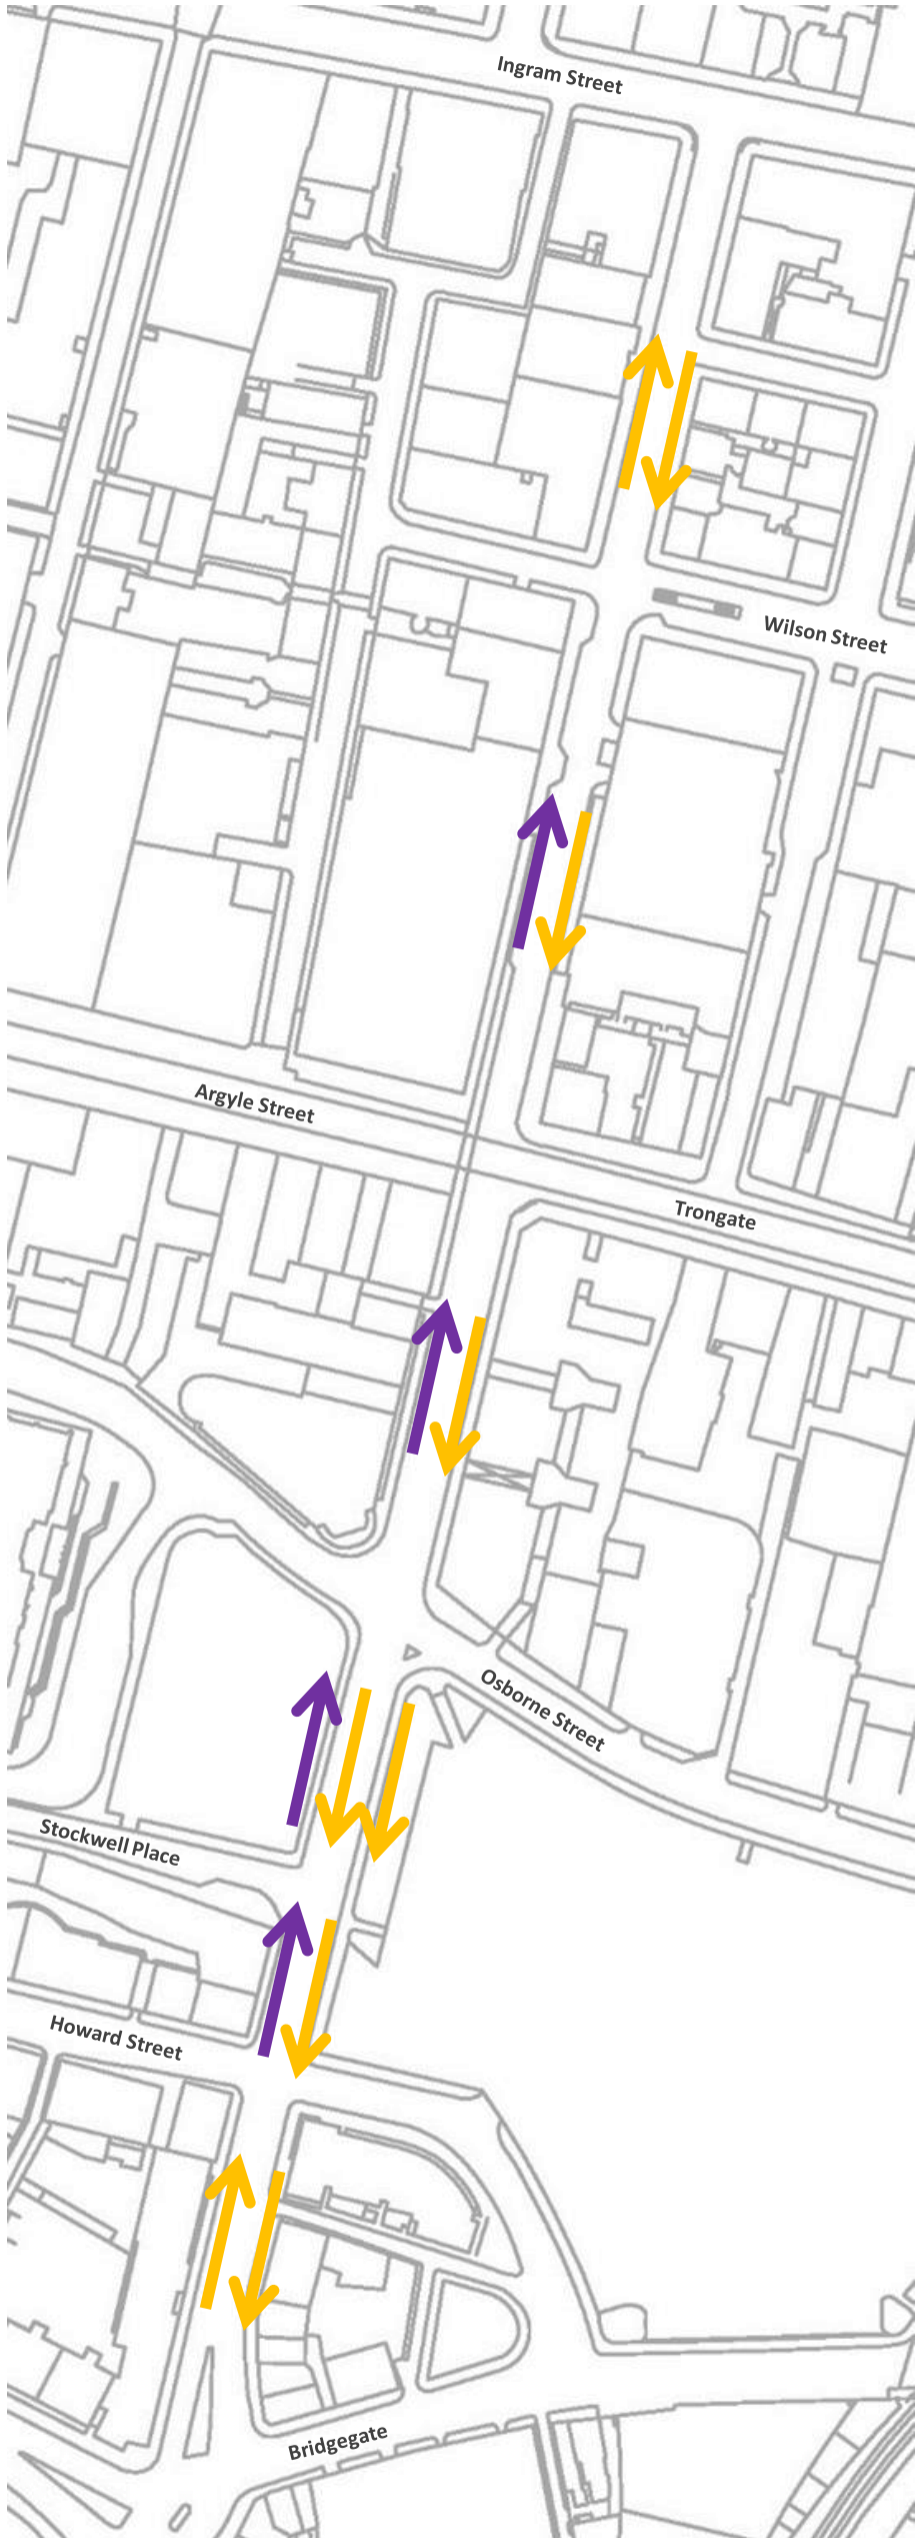 Ingram Street
Wilson Street
Argyle Street
Trongate
Osborne Street
Stockwell Place
Howard Street
Bridgegate